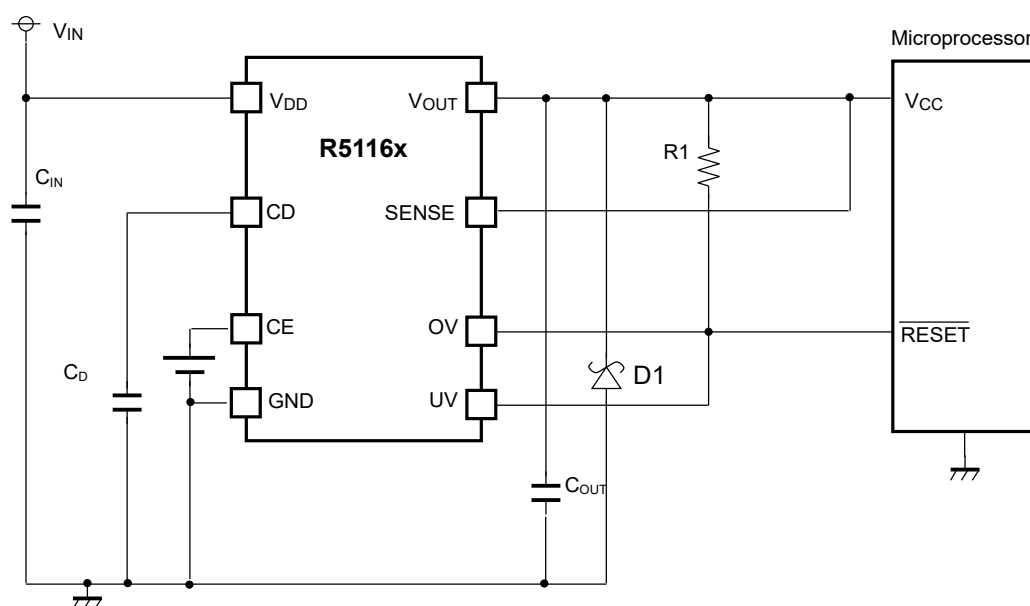 VIN
Microprocessor
VDD
VOUT
VCC
R5116x
R1
CIN
CD
SENSE
CE
OV
RESET
CD
D1
GND
UV
COUT